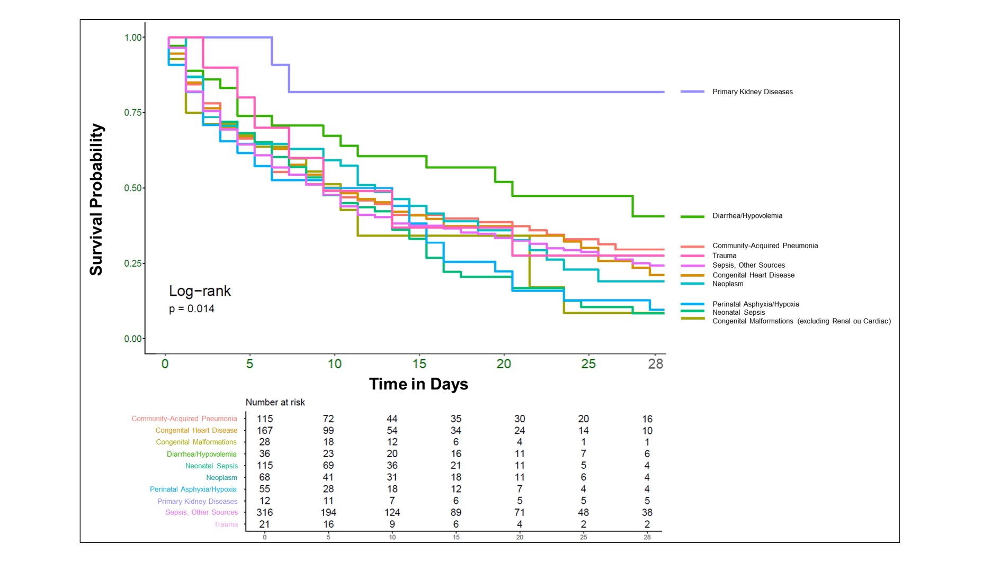 1.00
0.75
0.50
0.25
0.00
Survival Probability
Log-rank
p = 0.014
Primary Kidney Diseases
Diarrhea/Hypovolemia
Community-Acquired Pneumonia
Trauma
Sepsis, Other Sources
Congenital Heart Disease
Neoplasm
Perinatal Asphyxia/Hypoxia
Neonatal Sepsis
Congenital Malformations (excluding Renal ou Cardiac)
0 5 10 15 20 25 28
Time in Days
Number at risk
Community-Acquired Pneumonia 115 72 44 35 30 20 16
Congenital Heart Disease 167 99 54 34 24 14 10
Congenital Malformations 28 18 12 6 4 1 1
Diarrhea/Hypovolemia 36 23 20 16 11 7 6
Neonatal Sepsis 115 69 36 21 11 5 4
Neoplasm 68 41 31 18 11 6 4
Perinatal Asphyxia/Hypoxia 55 28 18 12 7 4 4
Primary Kidney Diseases 12 11 7 6 5 5 5
Sepsis, Other Sources 316 194 124 89 71 48 38
Trauma 21 16 9 6 4 2 2
0 5 10 15 20 25 28